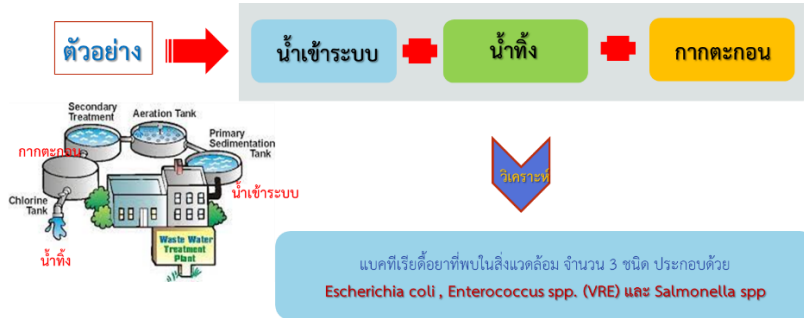 ตัวอย่าง
น้ำเข้าระบบ
น้ำทิ้ง
กากตะกอน
Secondary
Treatment
Aeration Tank
Primary
Sedimentation
Tank
กากตะกอน
น้ำเข้าระบบ
Chlorine
Tank
Waste Water
Treatment
Plant
น้ำทิ้ง
วิเคราะห์
แบคทีเรียดื้อยาที่พบในสิ่งแวดล้อม จำนวน 3 ชนิด ประกอบด้วย
Escherichia coli , Enterococcus spp. (VRE) และ Salmonella spp